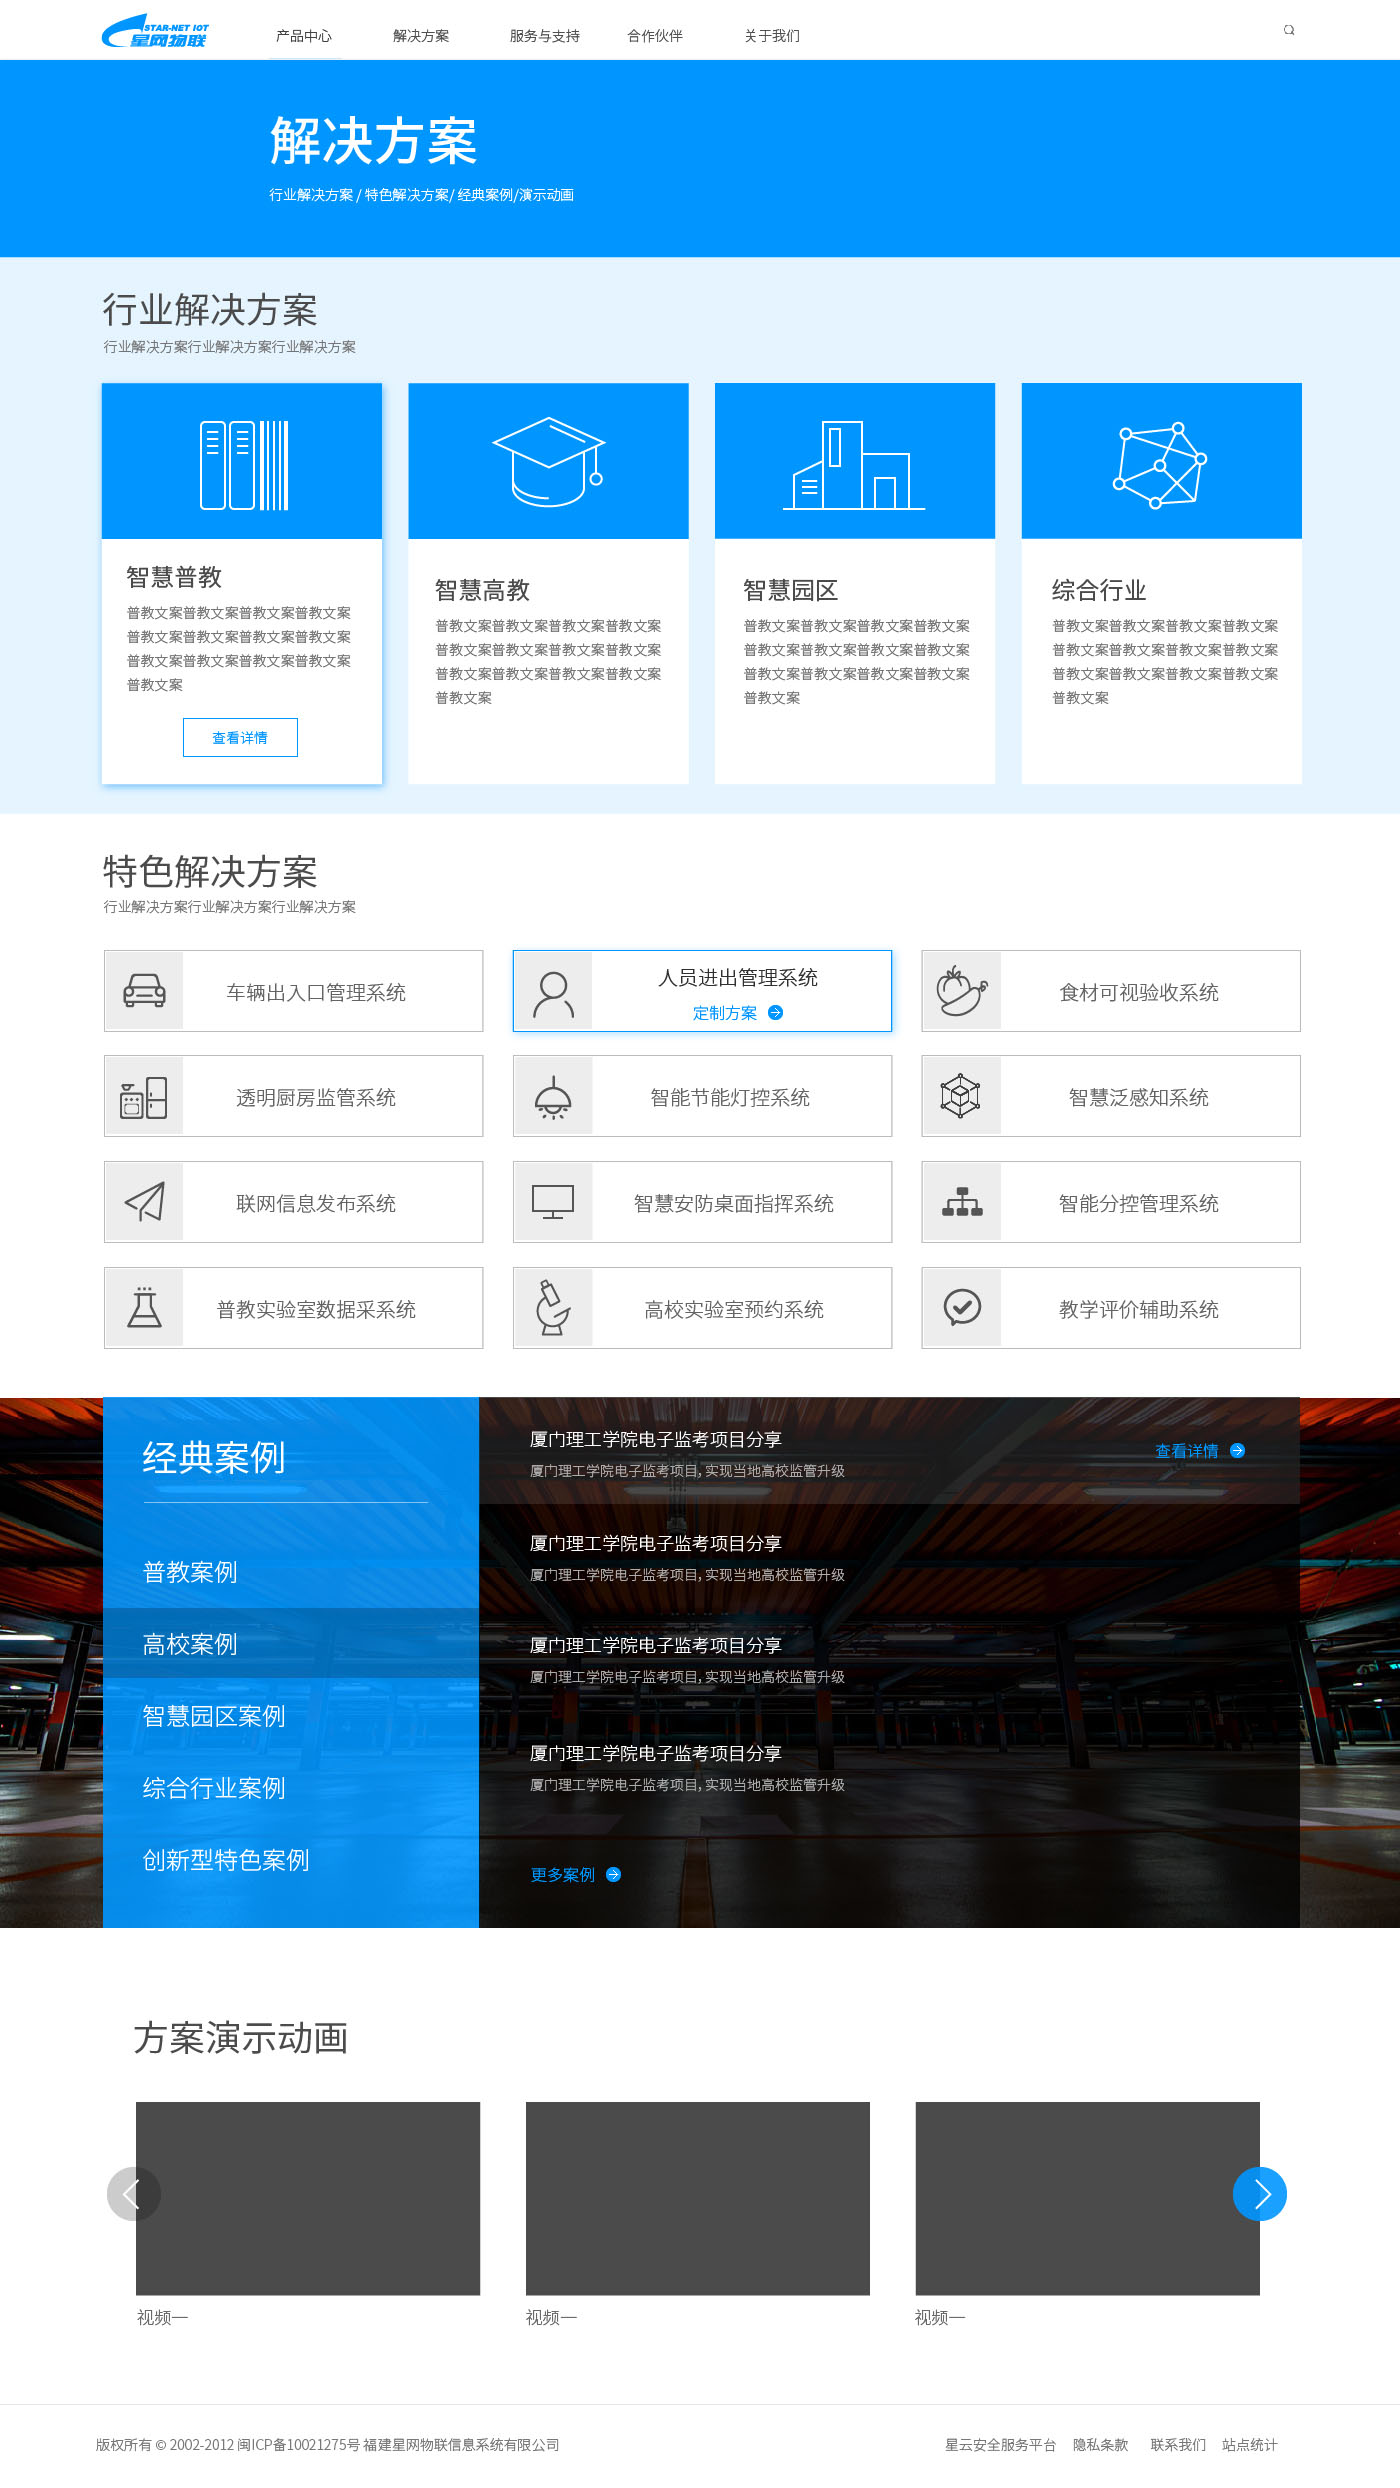 STAR-NET IOT
星网物联
产品中心 解决方案 服务与支持 合作伙伴 关于我们
解决方案
行业解决方案 / 特色解决方案/ 经典案例/演示动画
行业解决方案
行业解决方案行业解决方案行业解决方案
智慧普教
普教文案普教文案普教文案普教文案
普教文案普教文案普教文案普教文案
普教文案普教文案普教文案普教文案
普教文案
查看详情
智慧高教
普教文案普教文案普教文案普教文案
普教文案普教文案普教文案普教文案
普教文案普教文案普教文案普教文案
普教文案
智慧园区
普教文案普教文案普教文案普教文案
普教文案普教文案普教文案普教文案
普教文案普教文案普教文案普教文案
普教文案
综合行业
普教文案普教文案普教文案普教文案
普教文案普教文案普教文案普教文案
普教文案普教文案普教文案普教文案
普教文案
特色解决方案
行业解决方案行业解决方案行业解决方案
车辆出入口管理系统
人员进出管理系统
定制方案
食材可视验收系统
透明厨房监管系统
智能节能灯控系统
智慧泛感知系统
联网信息发布系统
智慧安防桌面指挥系统
智能分控管理系统
普教实验室数据采系统
高校实验室预约系统
教学评价辅助系统
经典案例
普教案例
高校案例
智慧园区案例
综合行业案例
创新型特色案例
厦门理工学院电子监考项目分享
厦门理工学院电子监考项目, 实现当地高校监管升级
查看详情
厦门理工学院电子监考项目分享
厦门理工学院电子监考项目, 实现当地高校监管升级
厦门理工学院电子监考项目分享
厦门理工学院电子监考项目, 实现当地高校监管升级
厦门理工学院电子监考项目分享
厦门理工学院电子监考项目, 实现当地高校监管升级
更多案例
方案演示动画
视频一
视频一
视频一
版权所有 © 2002-2012 闽ICP备10021275号 福建星网物联信息系统有限公司
星云安全服务平台 隐私条款 联系我们 站点统计